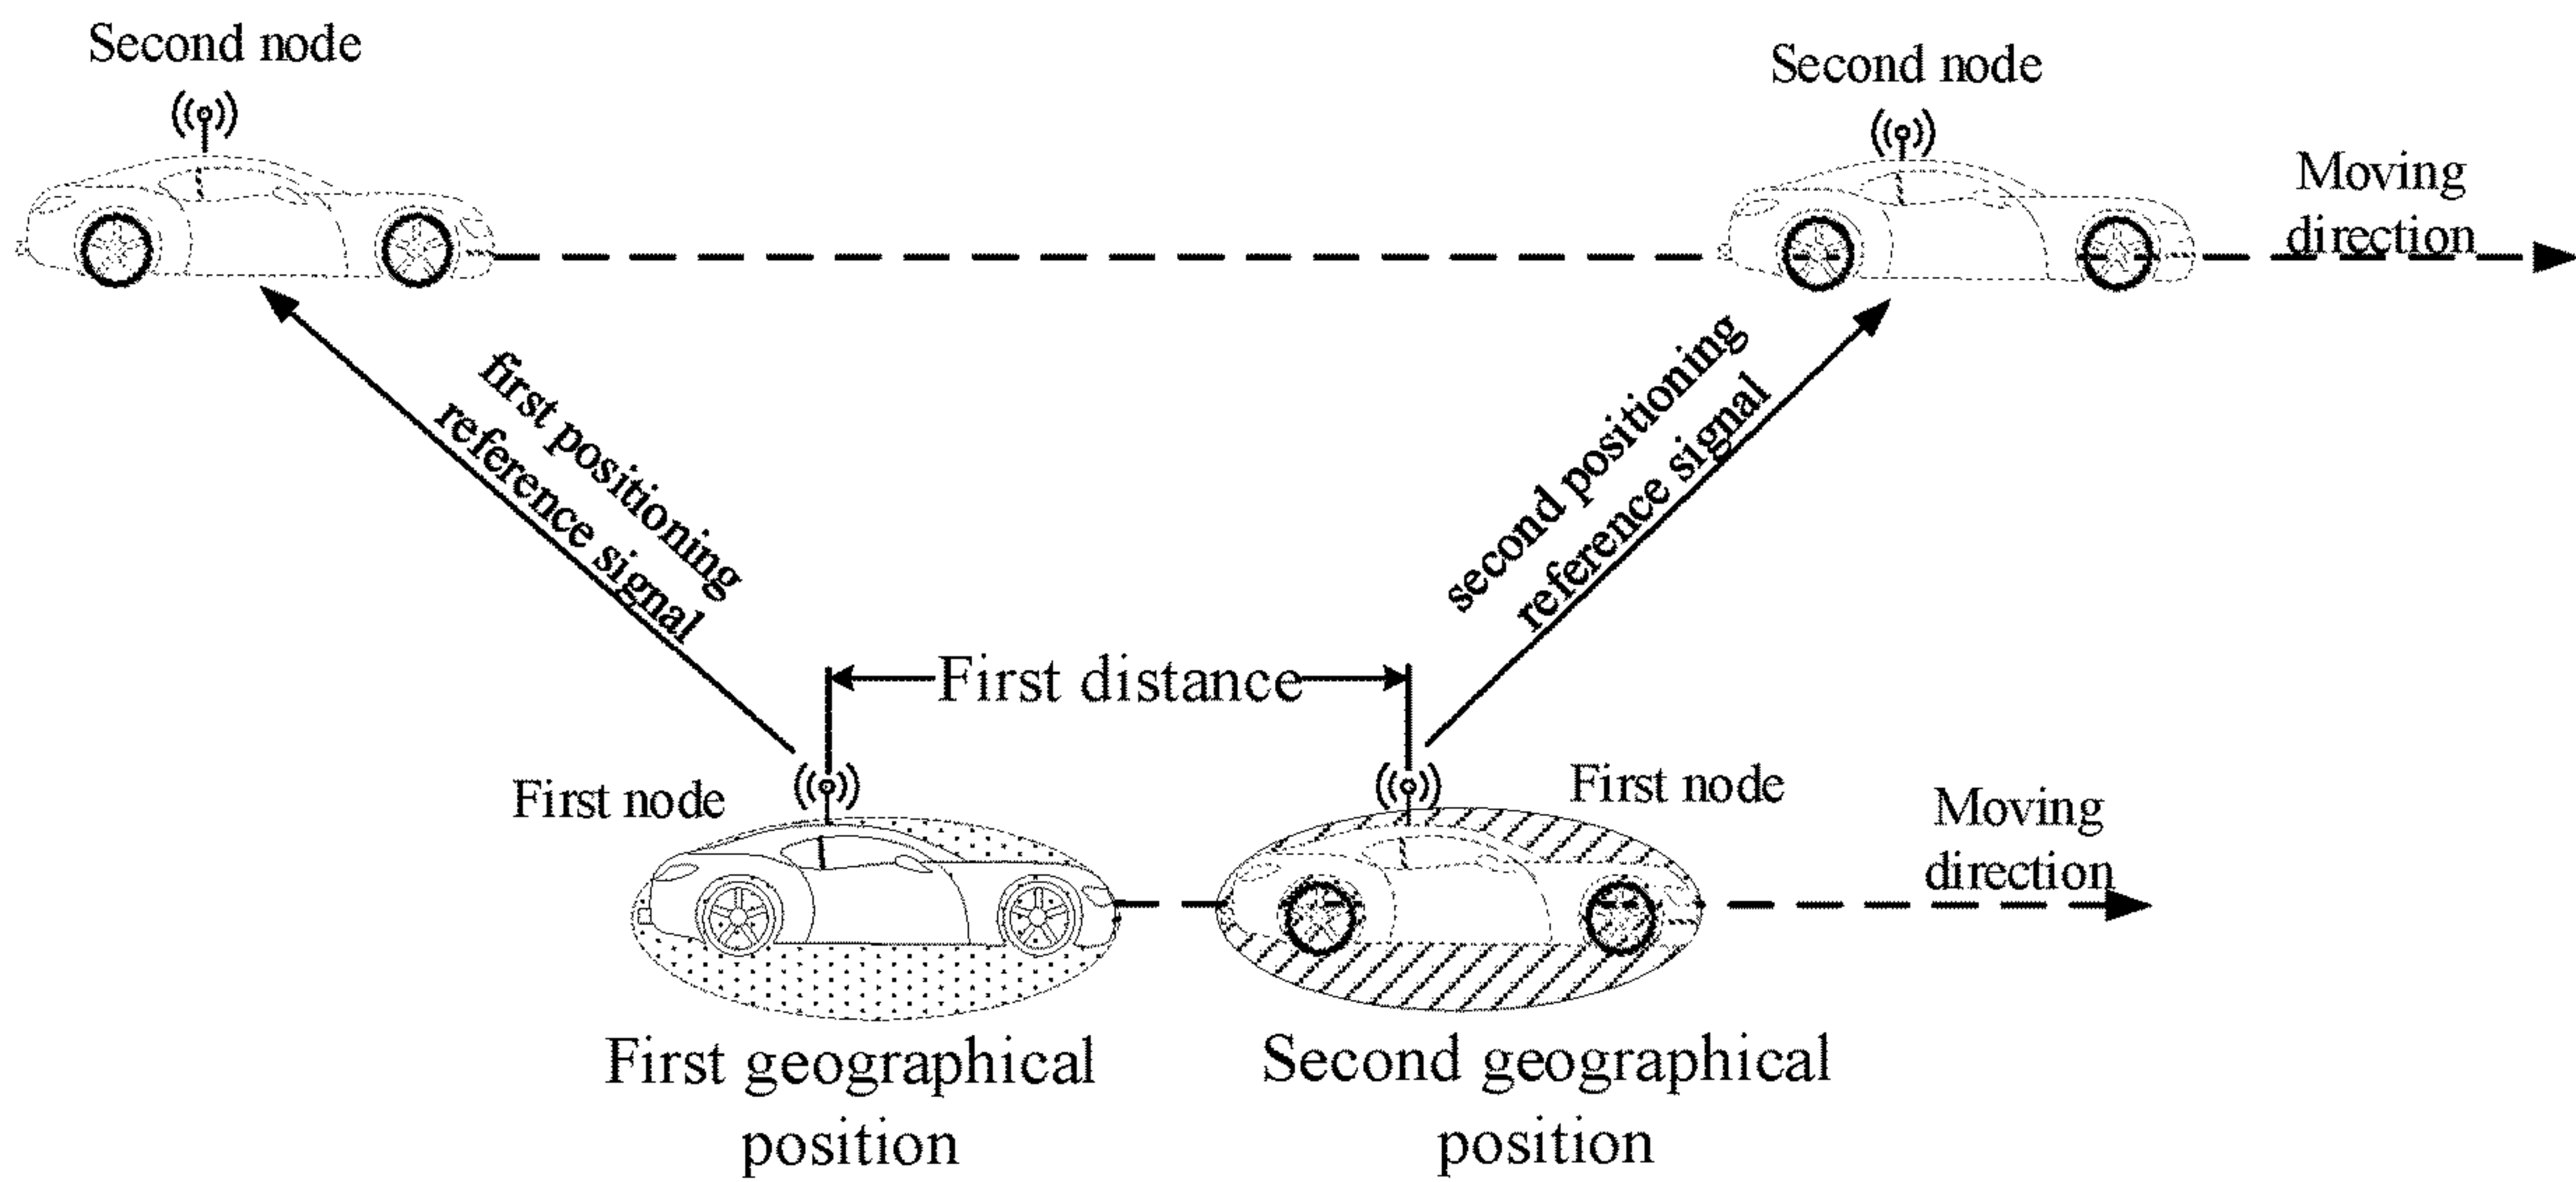 Second node
Second node
Moving
direction
first positioning
reference signal
second positioning
reference signal
First distance
First node
First node
Moving
direction
First geographical
position
Second geographical
position